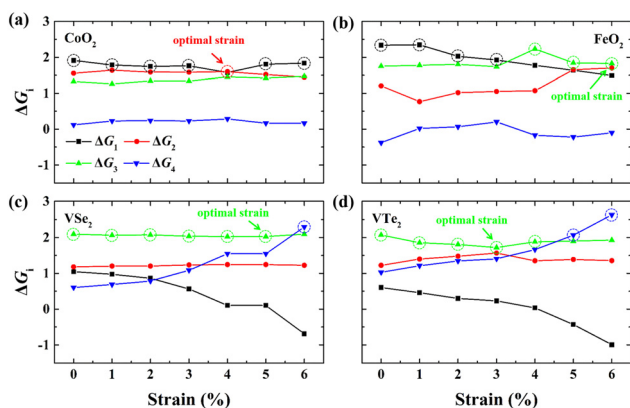 (a)
CoO2
optimal strain
ΔG1 ΔG2
ΔG3 ΔG4
3
2
1
0
-1
ΔGi
(b)
FeO2
optimal strain
(c)
VSe2
optimal strain
3
2
1
0
-1
ΔGi
0 1 2 3 4 5 6
Strain (%)
(d)
VTe2
optimal strain
0 1 2 3 4 5 6
Strain (%)